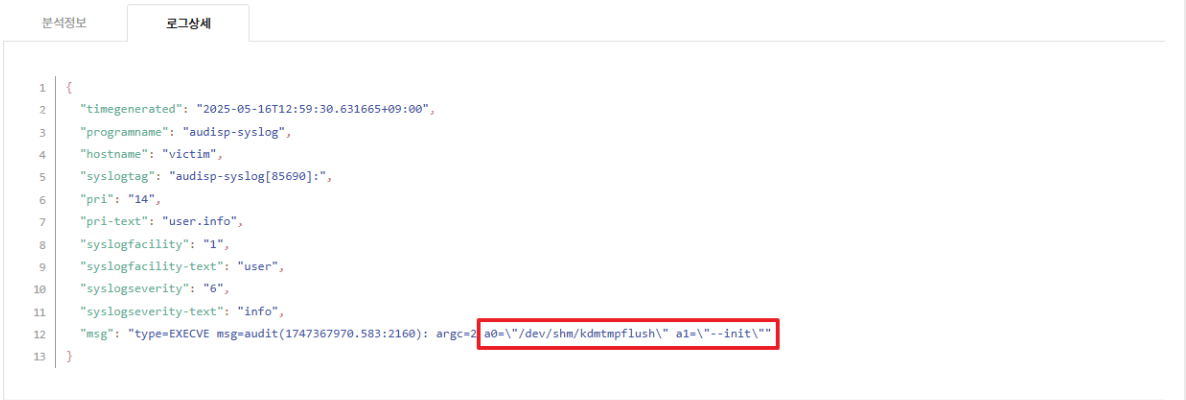 분석정보 로그상세
1 {
2 "timegenerated": "2025-05-16T12:59:30.631665+09:00",
3 "programname": "audisp-syslog",
4 "hostname": "victim",
5 "syslogtag": "audisp-syslog[85690]:",
6 "pri": "14",
7 "pri-text": "user.info",
8 "syslogfacility": "1",
9 "syslogfacility-text": "user",
10 "syslogseverity": "6",
11 "syslogseverity-text": "info",
12 "msg": "type=EXECVE msg=audit(1747367970.583:2160): argc=2 a0=\"/dev/shm/kdmtmpflush\" a1=\"--init\""
13 }